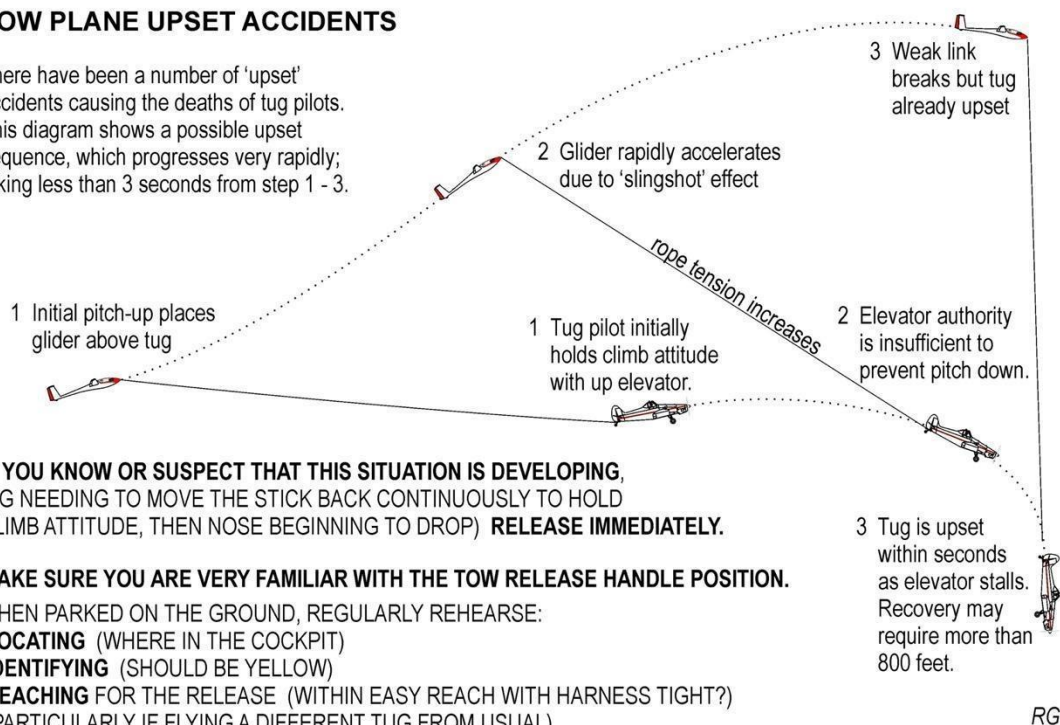 OW PLANE UPSET ACCIDENTS
here have been a number of ‘upset’
ccidents causing the deaths of tug pilots.
his diagram shows a possible upset
equence, which progresses very rapidly;
king less than 3 seconds from step 1 - 3.
3 Weak link
breaks but tug
already upset
2 Glider rapidly accelerates
due to ‘slingshot’ effect
rope tension increases
1 Initial pitch-up places
glider above tug
1 Tug pilot initially
holds climb attitude
with up elevator.
2 Elevator authority
is insufficient to
prevent pitch down.
YOU KNOW OR SUSPECT THAT THIS SITUATION IS DEVELOPING,
G NEEDING TO MOVE THE STICK BACK CONTINUOUSLY TO HOLD
LIMB ATTITUDE, THEN NOSE BEGINNING TO DROP) RELEASE IMMEDIATELY.
3 Tug is upset
within seconds
as elevator stalls.
Recovery may
require more than
800 feet.
AKE SURE YOU ARE VERY FAMILIAR WITH THE TOW RELEASE HANDLE POSITION.
HEN PARKED ON THE GROUND, REGULARLY REHEARSE:
OCATING (WHERE IN THE COCKPIT)
DENTIFYING (SHOULD BE YELLOW)
EACHING FOR THE RELEASE (WITHIN EASY REACH WITH HARNESS TIGHT?)
PARTICULARLY IF FLYING A DIFFERENT TUG FROM USUAL)
RG